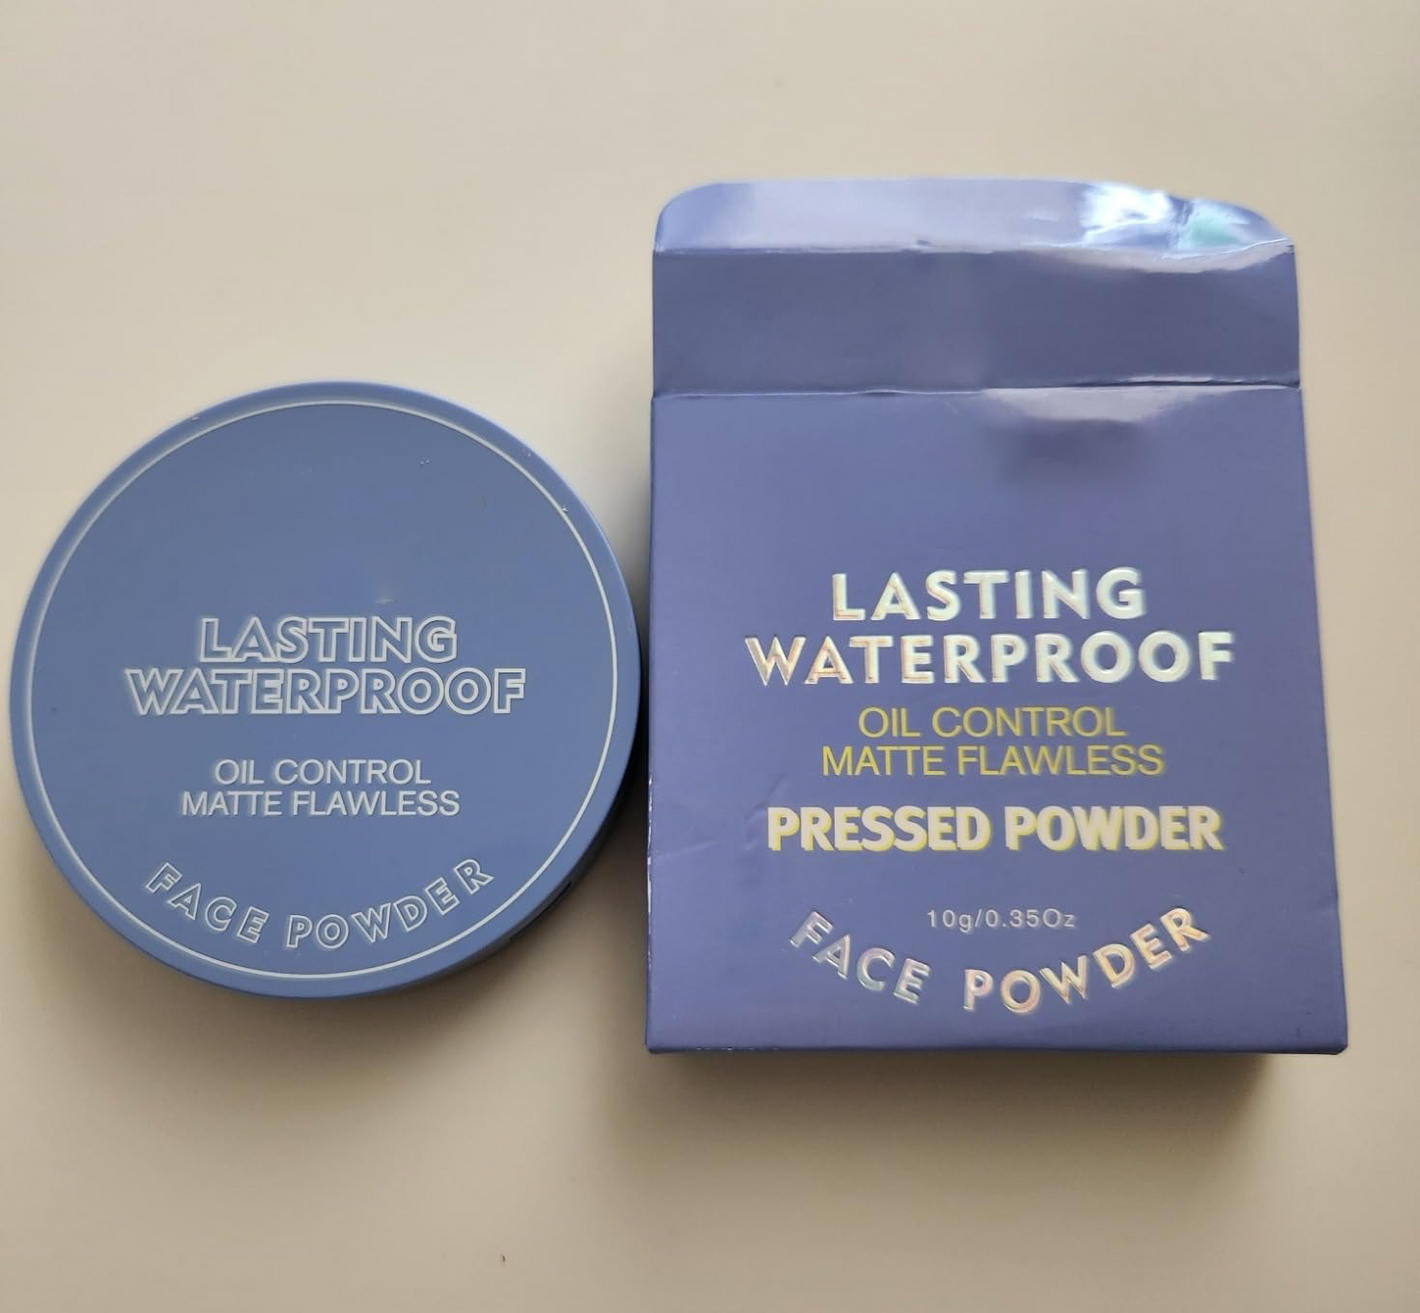 LASTING
WATERPROOF
OIL CONTROL
MATTE FLAWLESS
FACE POWDER
LASTING
WATERPROOF
OIL CONTROL
MATTE FLAWLESS
PRESSED POWDER
10g/0.35Oz
FACE POWDER